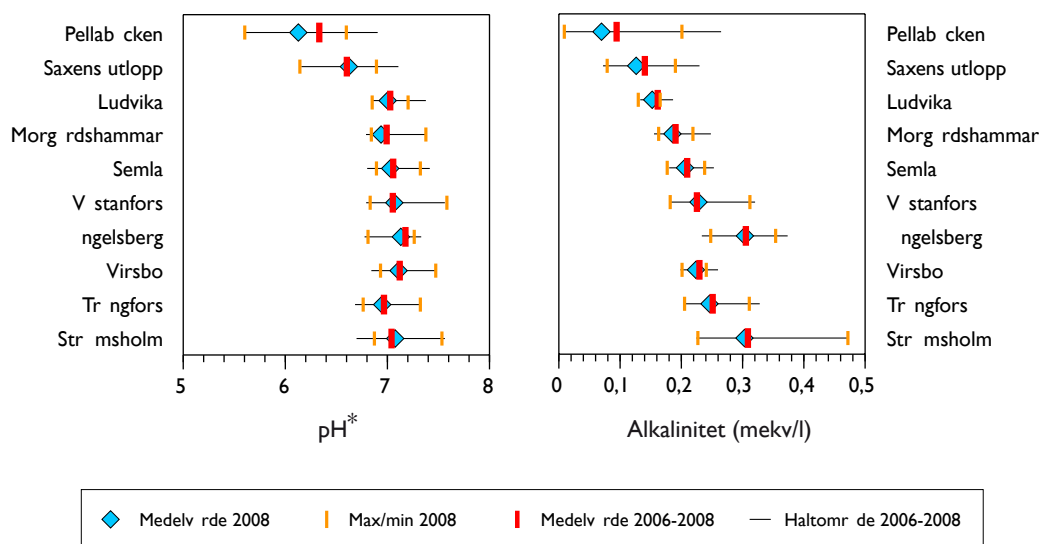 Pellab cken Pellab cken
Saxens utlopp Saxens utlopp
Ludvika Ludvika
Morg rdshammar Morg rdshammar
Semla Semla
V stanfors V stanfors
ngelsberg ngelsberg
Virsbo Virsbo
Tr ngfors Tr ngfors
Str msholm Str msholm
5 6 7 8 0 0,1 0,2 0,3 0,4 0,5
pH* Alkalinitet (mekv/l)
Medelv rde 2008 Max/min 2008 Medelv rde 2006-2008 Haltomr de 2006-2008